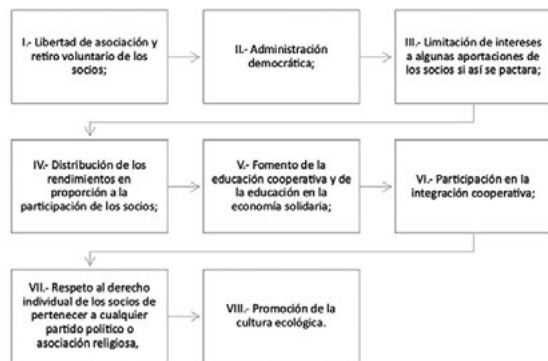 I.- Libertad de asociación y
retiro voluntario de los
socios;
II.- Administración
democrática;
III.- Limitación de intereses
a algunas aportaciones
de los socios si así se
pactara;
IV.- Distribución de los
rendimientos en
proporción a la
participación de los socios;
V.- Fomento de la
educación cooperativa y de
la educación en la
economía solidaria;
VI.- Participación en la
integración cooperativa;
VII.- Respeto al derecho
individual de los socios de
pertenecer a cualquier
partido político o
asociación religiosa,
VIII.- Promoción de la
cultura ecológica.